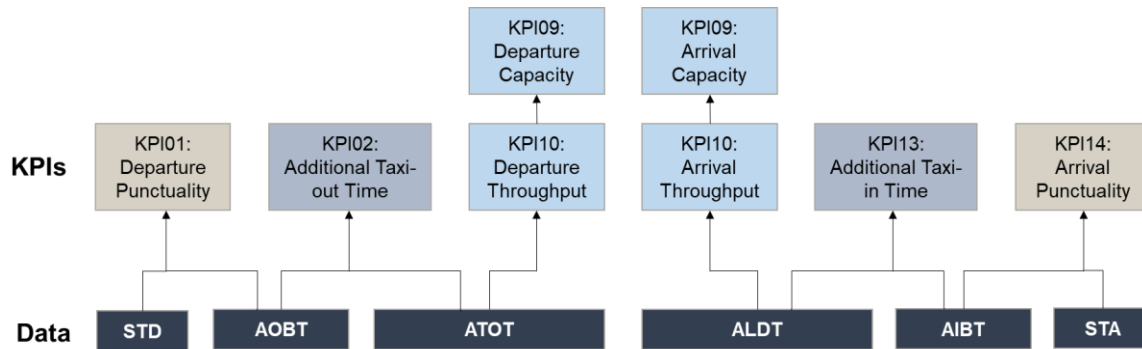 KPI09:
Departure
Capacity
KPI09:
Arrival
Capacity
KPIs
KPI01:
Departure
Punctuality
KPI02:
Additional Taxi-
out Time
KPI10:
Departure
Throughput
KPI10:
Arrival
Throughput
KPI13:
Additional Taxi-
in Time
KPI14:
Arrival
Punctuality
Data
STD
AOBT
ATOT
ALDT
AIBT
STA